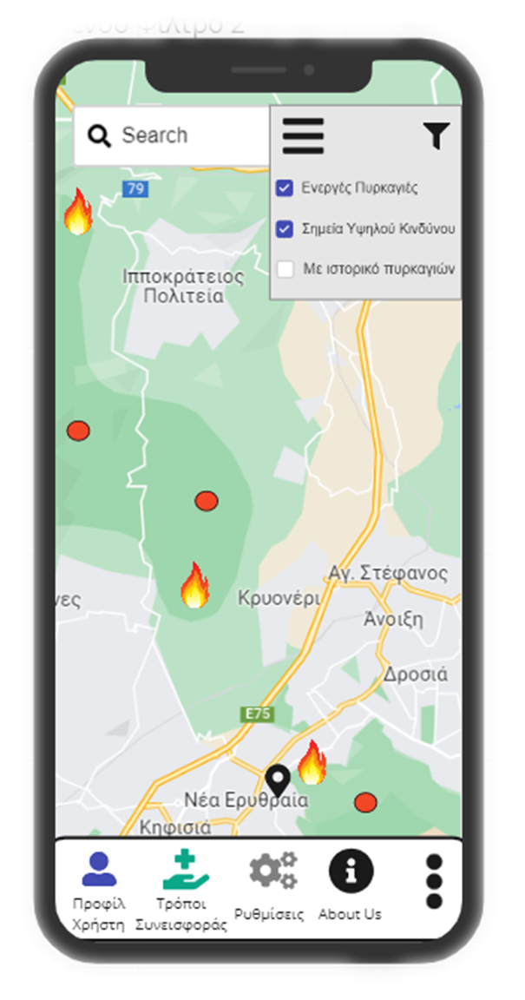 ενου Φίλτρο 2
Search
Ενεργές Πυρκαγιές
Σημεία Υψηλού Κινδύνου
Με ιστορικό πυρκαγιών
79
Ιπποκράτειος
Πολιτεία
Αγ. Στέφανος
νες
Κρυονέρι
Άνοιξη
Δροσιά
E75
Νέα Ερυθραία
Κηφισιά
Προφίλ
Χρήστη
Τρόποι
Συνεισφοράς
Ρυθμίσεις
About Us